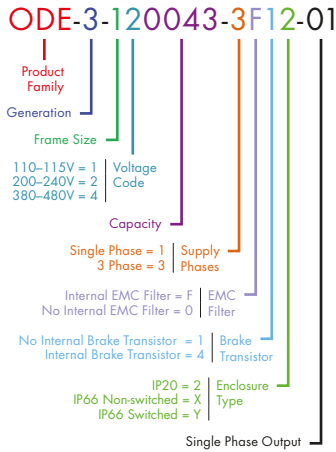 ODE-3-120043-3F12-01
Product
Family
Generation
Frame Size
110–115V = 1 Voltage
200–240V = 2 Code
380–480V = 4
Capacity
Single Phase = 1 Supply
3 Phase = 3 Phases
Internal EMC Filter = F EMC
No Internal EMC Filter = 0 Filter
No Internal Brake Transistor = 1 Brake
Internal Brake Transistor = 4 Transistor
IP20 = 2 Enclosure
IP66 Non-switched = X Type
IP66 Switched = Y
Single Phase Output